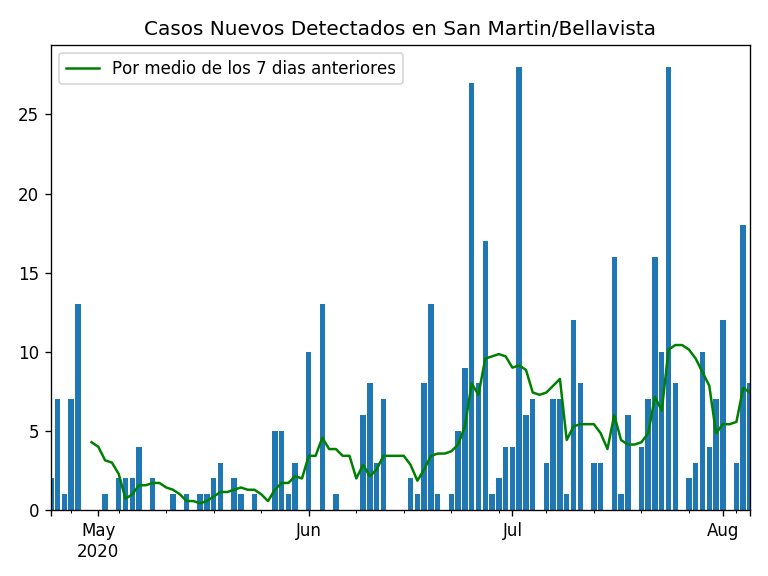 Casos Nuevos Detectados en San Martin/Bellavista
Por medio de los 7 dias anteriores
25
20
15
10
5
0
May
2020
Jun
Jul
Aug